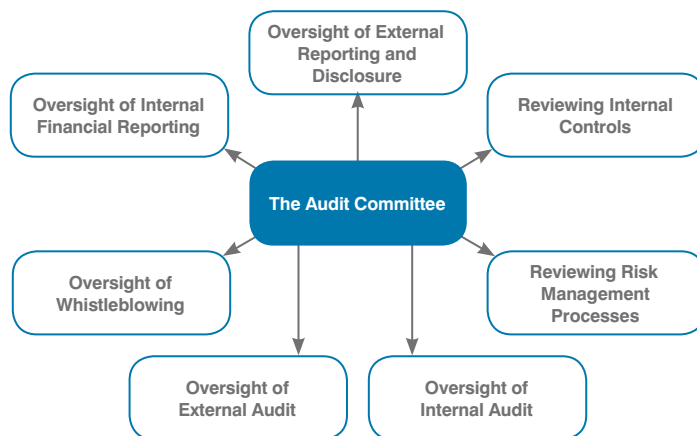 Oversight of External
Reporting and
Disclosure
Oversight of Internal
Financial Reporting
Reviewing Internal
Controls
The Audit Committee
Oversight of
Whistleblowing
Reviewing Risk
Management
Processes
Oversight of
External Audit
Oversight of
Internal Audit